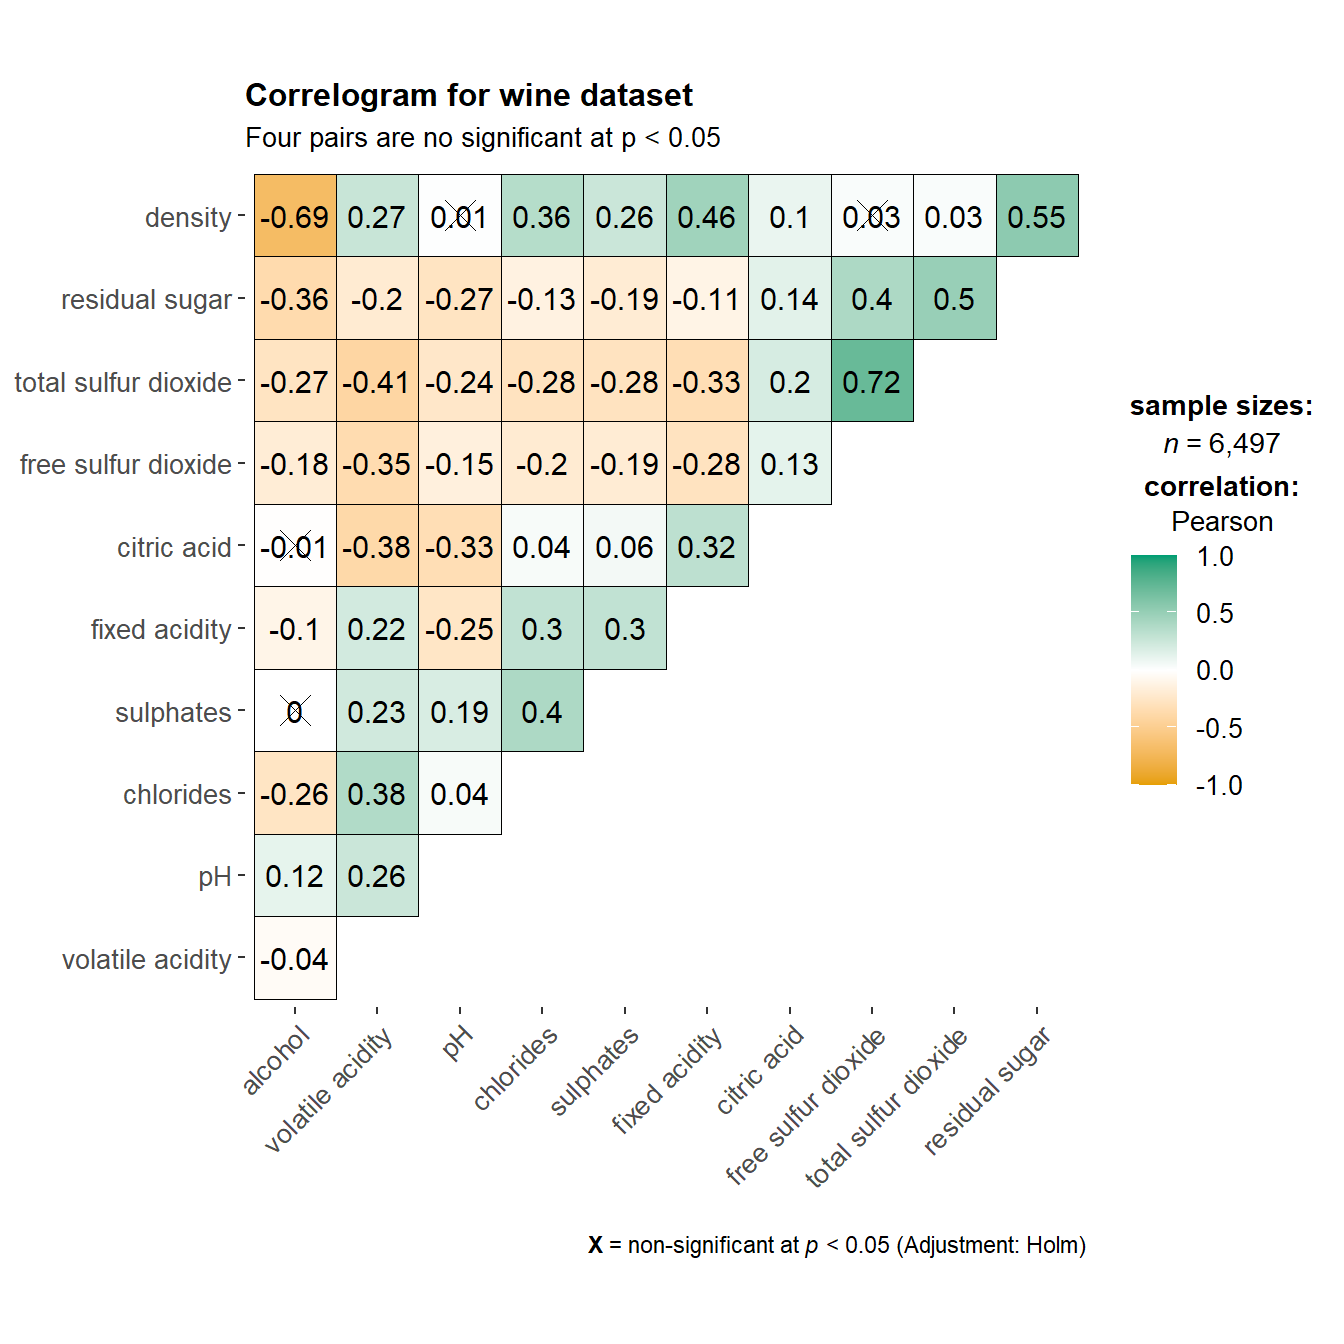 Correlogram for wine dataset
Four pairs are no significant at p < 0.05
density -0.69 0.27 0.01 0.36 0.26 0.46 0.1 0.03 0.03 0.55
residual sugar -0.36 -0.2 -0.27 -0.13 -0.19 -0.11 0.14 0.4 0.5
total sulfur dioxide -0.27 -0.41 -0.24 -0.28 -0.28 -0.33 0.2 0.72
free sulfur dioxide -0.18 -0.35 -0.15 -0.2 -0.19 -0.28 0.13
citric acid -0.01 -0.38 -0.33 0.04 0.06 0.32
fixed acidity -0.1 0.22 -0.25 0.3 0.3
sulphates 0 0.23 0.19 0.4
chlorides -0.26 0.38 0.04
pH 0.12 0.26
volatile acidity -0.04
alcohol
volatile acidity
pH
chlorides
sulphates
fixed acidity
citric acid
free sulfur dioxide
total sulfur dioxide
residual sugar
sample sizes:
n = 6,497
correlation:
Pearson
1.0
0.5
0.0
-0.5
-1.0
X = non-significant at p < 0.05 (Adjustment: Holm)